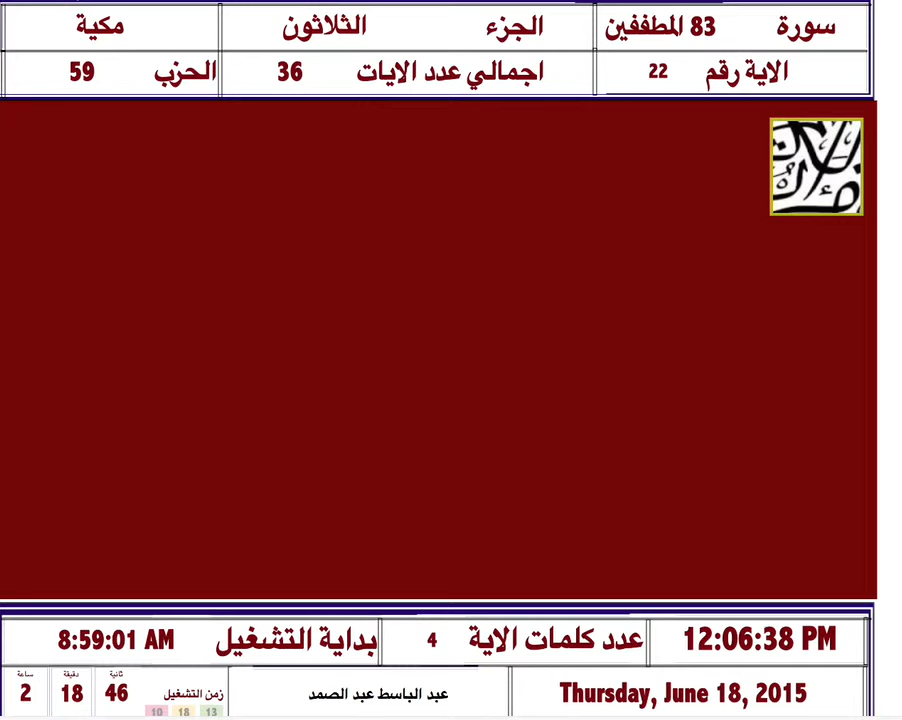 سورة 83 المطففين الجزء الثلاثون مكية
الاية رقم 22 اجمالي عدد الايات 36 الحزب 59
12:06:38 PM عدد كلمات الاية 4 بداية التشغيل 8:59:01 AM
Thursday, June 18, 2015 عبد الباسط عبد الصمد زمن التشغيل ثانية 46 دقيقة 18 ساعة 2
13 18 10